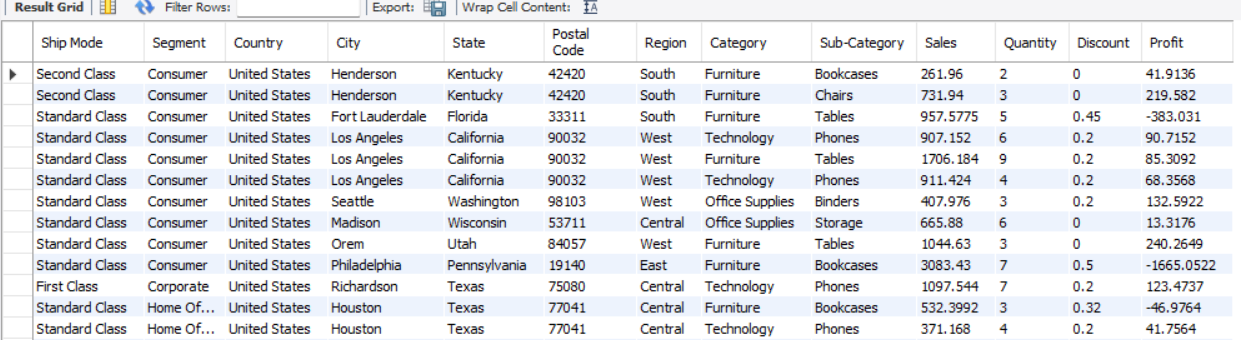 Result Grid Filter Rows: Export: Wrap Cell Content: IA
Ship Mode Segment Country City State Postal Code Region Category Sub-Category Sales Quantity Discount Profit
Second Class Consumer United States Henderson Kentucky 42420 South Furniture Bookcases 261.96 2 0 41.9136
Second Class Consumer United States Henderson Kentucky 42420 South Furniture Chairs 731.94 3 0 219.582
Standard Class Consumer United States Fort Lauderdale Florida 33311 South Furniture Tables 957.5775 5 0.45 -383.031
Standard Class Consumer United States Los Angeles California 90032 West Technology Phones 907.152 6 0.2 90.7152
Standard Class Consumer United States Los Angeles California 90032 West Furniture Tables 1706.184 9 0.2 85.3092
Standard Class Consumer United States Los Angeles California 90032 West Technology Phones 911.424 4 0.2 68.3568
Standard Class Consumer United States Seattle Washington 98103 West Office Supplies Binders 407.976 3 0.2 132.5922
Standard Class Consumer United States Madison Wisconsin 53711 Central Office Supplies Storage 665.88 6 0 13.3176
Standard Class Consumer United States Orem Utah 84057 West Furniture Tables 1044.63 3 0 240.2649
Standard Class Consumer United States Philadelphia Pennsylvania 19140 East Furniture Bookcases 3083.43 7 0.5 -1665.0522
First Class Corporate United States Richardson Texas 75080 Central Technology Phones 1097.544 7 0.2 123.4737
Standard Class Home Of... United States Houston Texas 77041 Central Furniture Bookcases 532.3992 3 0.32 -46.9764
Standard Class Home Of... United States Houston Texas 77041 Central Technology Phones 371.168 4 0.2 41.7564